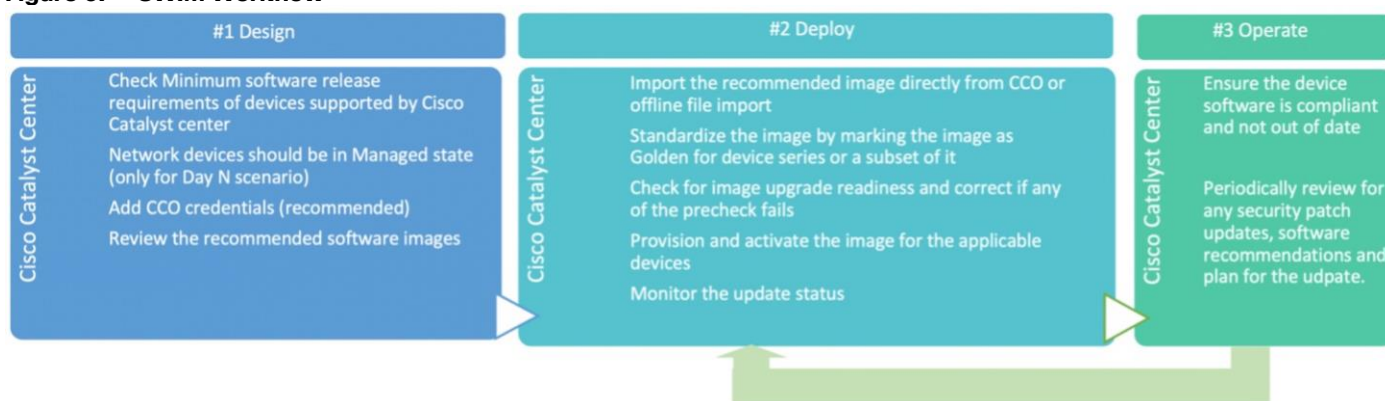 #1 Design
Cisco Catalyst Center
Check Minimum software release
requirements of devices supported by Cisco
Catalyst center
Network devices should be in Managed state
(only for Day N scenario)
Add CCO credentials (recommended)
Review the recommended software images
#2 Deploy
Cisco Catalyst Center
Import the recommended image directly from CCO or
offline file import
Standardize the image by marking the image as
Golden for device series or a subset of it
Check for image upgrade readiness and correct if any
of the precheck fails
Provision and activate the image for the applicable
devices
Monitor the update status
#3 Operate
Cisco Catalyst Center
Ensure the device
software is compliant
and not out of date
Periodically review for
any security patch
updates, software
recommendations and
plan for the udpate.